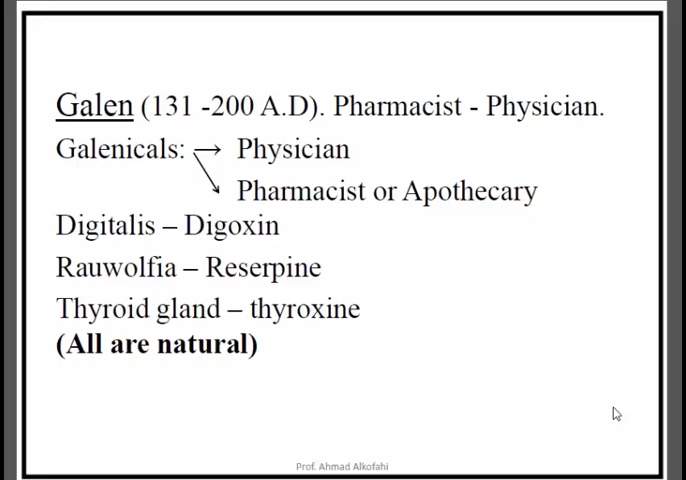 Galen (131 -200 A.D). Pharmacist - Physician.
Galenicals: → Physician
Pharmacist or Apothecary
Digitalis – Digoxin
Rauwolfia – Reserpine
Thyroid gland – thyroxine
(All are natural)
Prof. Ahmad Alkofahi